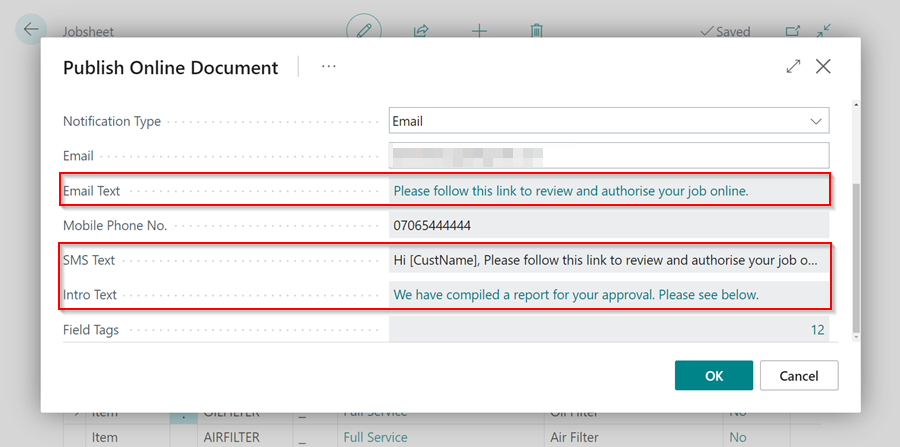 Jobsheet
Saved
Publish Online Document
Notification Type Email
Email
Email Text Please follow this link to review and authorise your job online.
Mobile Phone No. 07065444444
SMS Text Hi [CustName], Please follow this link to review and authorise your job o...
Intro Text We have compiled a report for your approval. Please see below.
Field Tags 12
OK Cancel
Item OILFILTER _ Full Service Oil Filter No
Item AIRFILTER _ Full Service Air Filter No